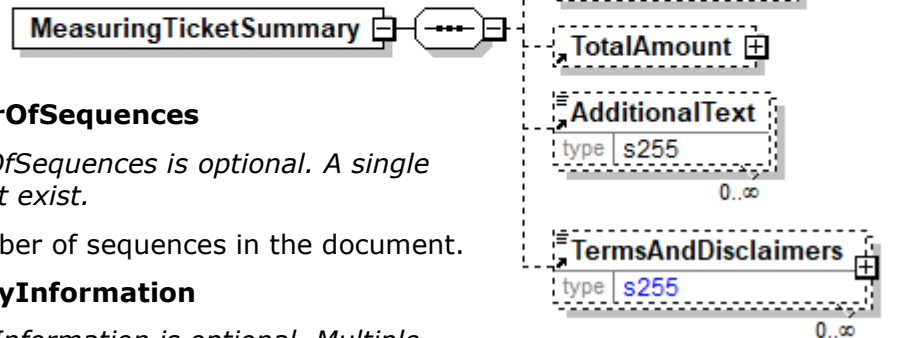 MeasuringTicketSummary
TotalAmount
AdditionalText
type s255
0..∞
TermsAndDisclaimers
type s255
0..∞
rOfSequences
OfSequences is optional. A single
t exist.
ber of sequences in the document.
yInformation
Information is optional. Multiple